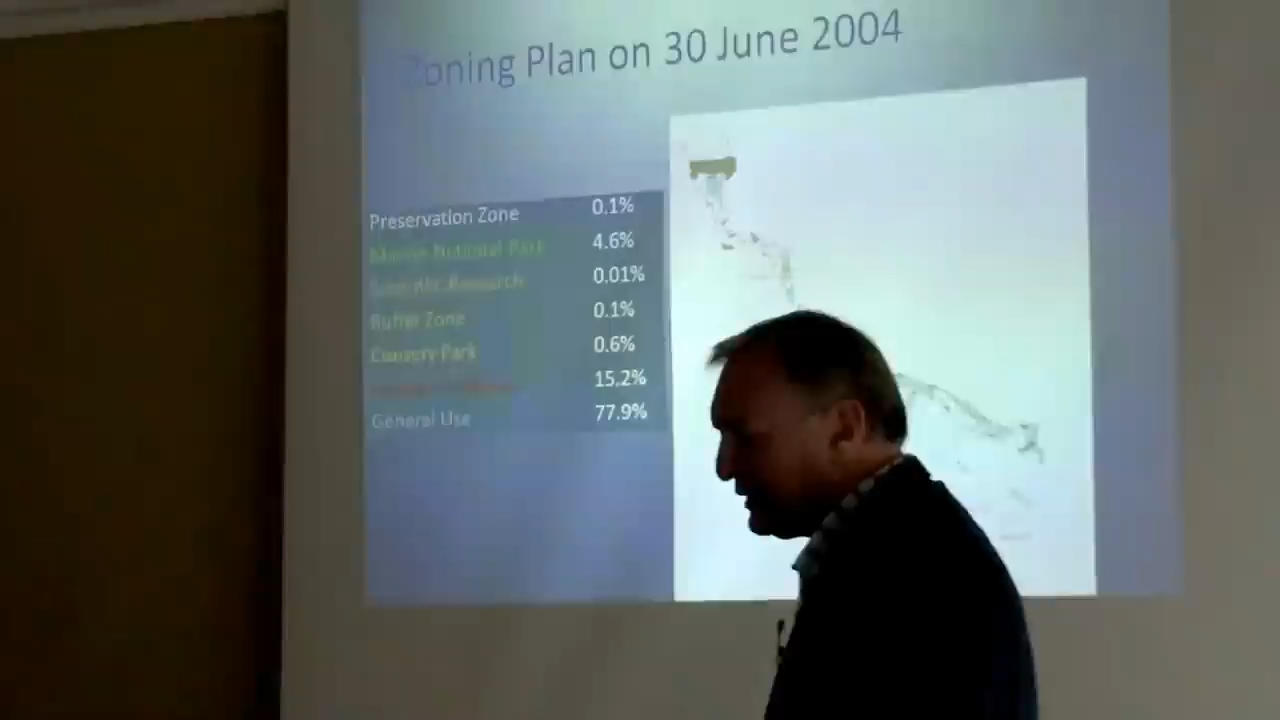 Zoning Plan on 30 June 2004
Preservation Zone 0.1%
Marine National Park 4.6%
Scientific Research 0.01%
Buffer Zone 0.1%
Conserv Park 0.6%
15.2%
General Use 77.9%